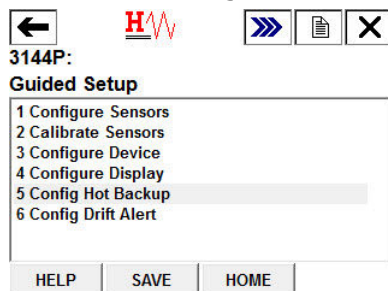 H
3144P:
Guided Setup
1 Configure Sensors
2 Calibrate Sensors
3 Configure Device
4 Configure Display
5 Config Hot Backup
6 Config Drift Alert
HELP SAVE HOME